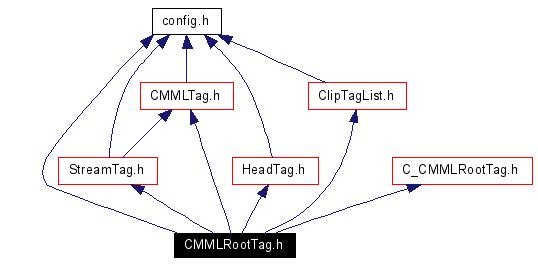 config.h
CMMLTag.h
ClipTagList.h
StreamTag.h
HeadTag.h
C_CMMLRootTag.h
CMMLRootTag.h